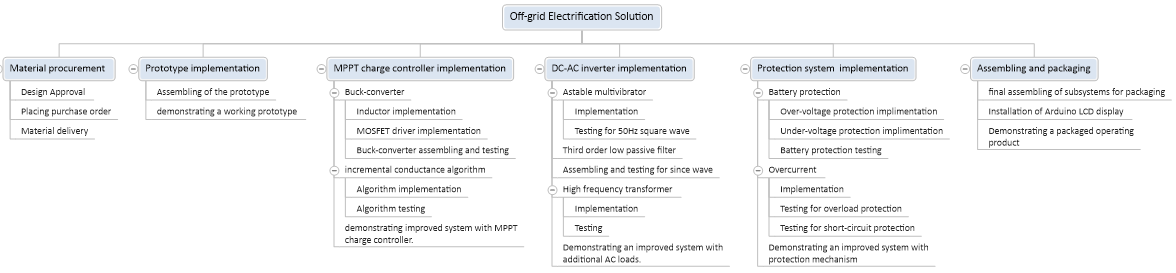 Off-grid Electrification Solution
Material procurement
Design Approval
Placing purchase order
Material delivery
Prototype implementation
Assembling of the prototype
demonstrating a working prototype
MPPT charge controller implementation
Buck-converter
Inductor implementation
MOSFET driver implementation
Buck-converter assembling and testing
incremental conductance algorithm
Algorithm implementation
Algorithm testing
demonstrating improved system with MPPT
charge controller.
DC-AC inverter implementation
Astable multivibrator
Implementation
Testing for 50Hz square wave
Third order low passive filter
Assembling and testing for since wave
High frequency transformer
Implementation
Testing
Demonstrating an improved system with
additional AC loads.
Protection system implementation
Battery protection
Over-voltage protection implimentation
Under-voltage protection implimentation
Battery protection testing
Overcurrent
Implementation
Testing for overload protection
Testing for short-circuit protection
Demonstrating an improved system with
protection mechanism
Assembling and packaging
final assembling of subsystems for packaging
Installation of Arduino LCD display
Demonstrating a packaged operating
product